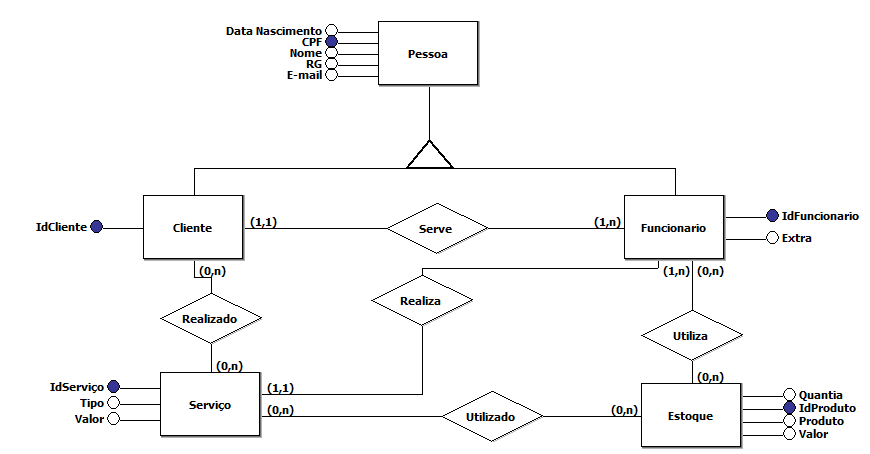 Data Nascimento
CPF
Nome
RG
E-mail
Pessoa
IdCliente
Cliente
(1,1)
Serve
(1,n)
Funcionario
IdFuncionario
Extra
(0,n)
(1,n)
(0,n)
Realizado
Realiza
Utiliza
(0,n)
(0,n)
IdServiço
Tipo
Valor
Serviço
(1,1)
(0,n)
Utilizado
(0,n)
Estoque
Quantia
IdProduto
Produto
Valor